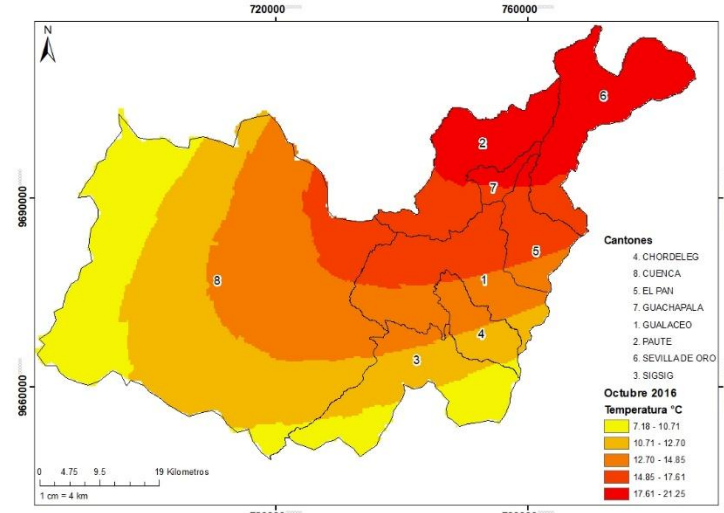 720000 760000
N
6
2
7
9690000
5
8
1
4
3
9660000
Cantones
4. CHORDELEG
8. CUENCA
5. EL PAN
7. GUACHAPALA
1. GUALACEO
2. PAUTE
6. SEVILLA DE ORO
3. SIGSIG
Octubre 2016
Temperatura °C
7.18 - 10.71
10.71 - 12.70
12.70 - 14.85
14.85 - 17.61
17.61 - 21.25
0 4.75 9.5 19 Kilometros
1 cm = 4 km